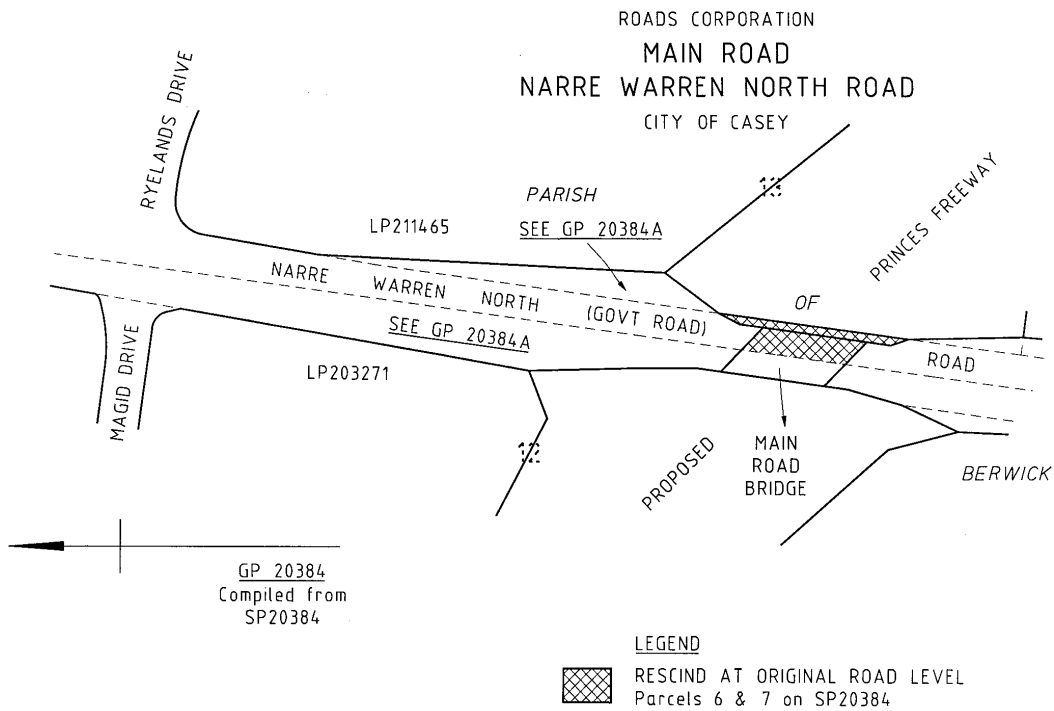 ROADS CORPORATION
MAIN ROAD
NARRE WARREN NORTH ROAD
CITY OF CASEY
RYELANDS DRIVE
PARISH
LP211465
SEE GP 20384A
PRINCES FREEWAY
OF
NARRE WARREN NORTH (GOVT ROAD)
ROAD
SEE GP 20384A
LP203271
MAGID DRIVE
PROPOSED
MAIN
ROAD
BRIDGE
BERWICK
GP 20384
Compiled from
SP20384
LEGEND
RESCIND AT ORIGINAL ROAD LEVEL
Parcels 6 & 7 on SP20384